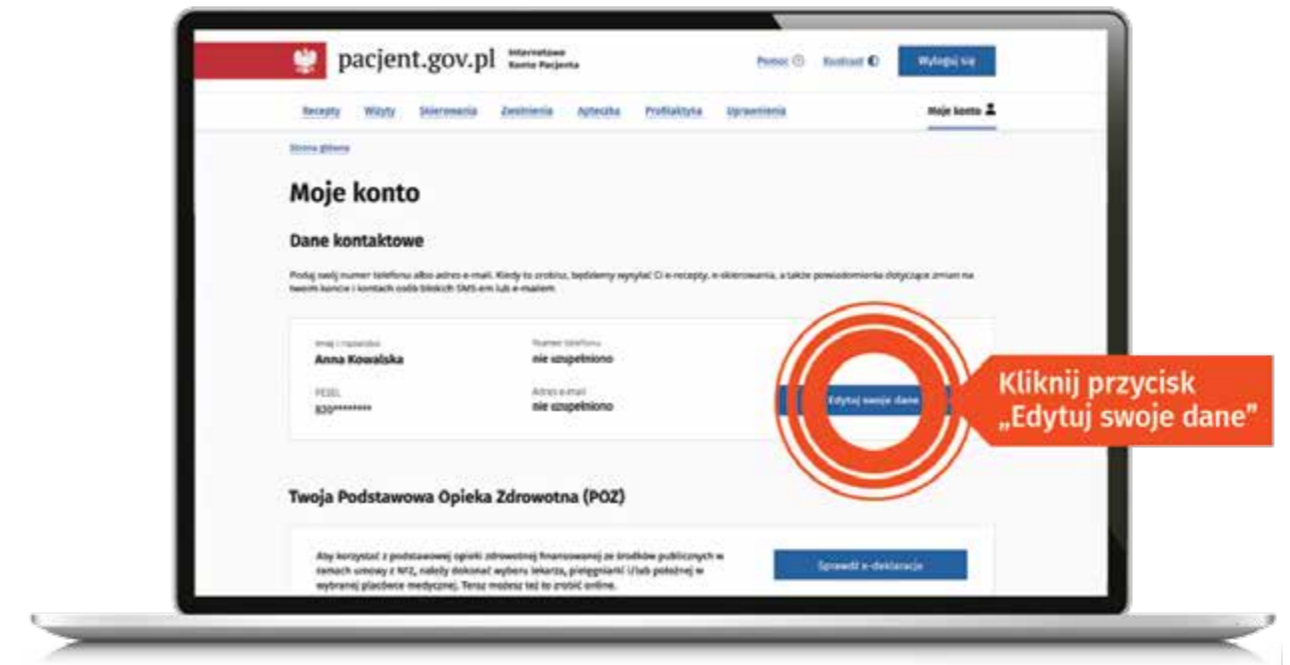 pacjent.gov.pl
Internetowe
Konto Pacjenta
Pomoc
Kontrast
Wyloguj się
Recepty Wizyty Skierowania Zwolnienia Apteczka Profilaktyka Uprawnienia
Moje konto
Strona główna
Moje konto
Dane kontaktowe
Podaj swój numer telefonu albo adres e-mail. Kiedy to zrobisz, będziemy wysyłać Ci e-recepty, e-skierowania, a także powiadomienia dotyczące zmian na
twoim koncie i kontach osób bliskich SMS-em lub e-mailem.
Imię i nazwisko
Anna Kowalska
Numer telefonu
nie uzupełniono
PESEL
820********
Adres e-mail
nie uzupełniono
Edytuj swoje dane
Kliknij przycisk
„Edytuj swoje dane”
Twoja Podstawowa Opieka Zdrowotna (POZ)
Aby korzystać z podstawowej opieki zdrowotnej finansowanej ze środków publicznych w
ramach umowy z NFZ, należy dokonać wyboru lekarza, pielęgniarki i/lub położnej w
wybranej placówce medycznej. Teraz możesz też to zrobić online.
Sprawdź e-deklaracje